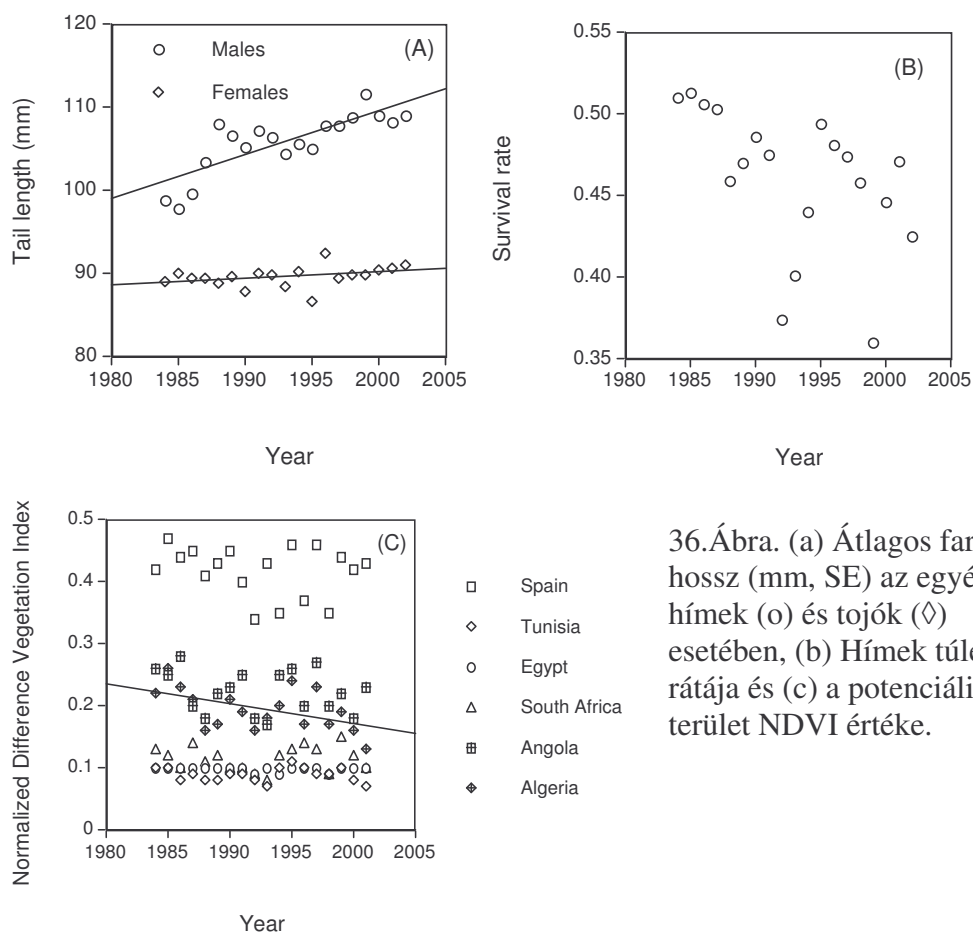 120
110
100
90
80
Tail length (mm)
Males
Females
(A)
1980 1985 1990 1995 2000 2005
Year
0.55
0.50
0.45
0.40
0.35
Survival rate
(B)
1980 1985 1990 1995 2000 2005
Year
0.5
0.4
0.3
0.2
0.1
0
Normalized Difference Vegetation Index
(C)
1980 1985 1990 1995 2000 2005
Year
Spain
Tunisia
Egypt
South Africa
Angola
Algeria
36.Ábra. (a) Átlagos far
hossz (mm, SE) az egyé
hímek (o) és tojók (◊)
esetében, (b) Hímek túlé
rátája és (c) a potenciáli
terület NDVI értéke.